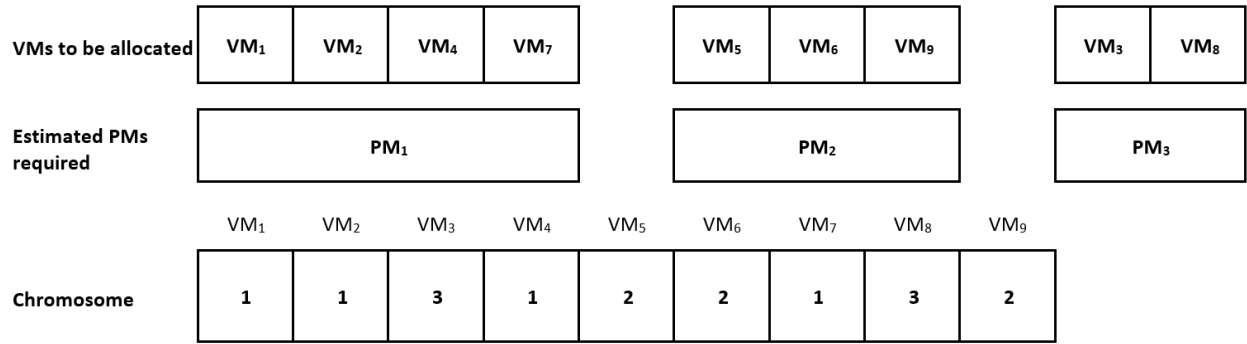 VMs to be allocated VM₁ VM₂ VM₄ VM₇ VM₅ VM₆ VM₉ VM₃ VM₈
Estimated PMs
required PM₁ PM₂ PM₃
VM₁ VM₂ VM₃ VM₄ VM₅ VM₆ VM₇ VM₈ VM₉
Chromosome 1 1 3 1 2 2 1 3 2